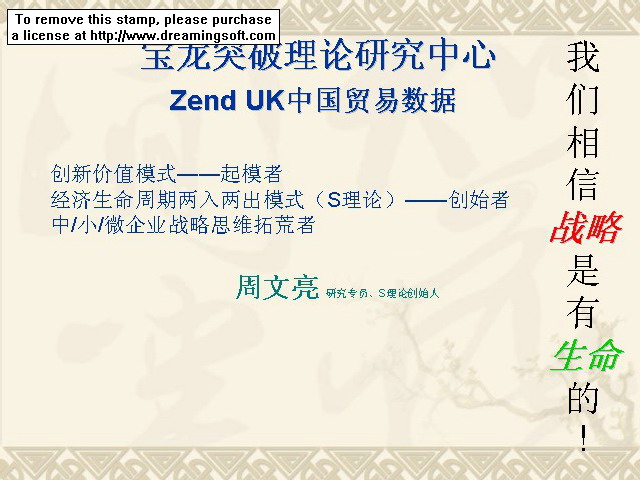 To remove this stamp, please purchase
a license at http://www.dreamingsoft.com
宝龙突破理论研究中心
Zend UK中国贸易数据
创新价值模式——起模者
经济生命周期两入两出模式（S理论）——创始者
中/小/微企业战略思维拓荒者
周文亮 研究专员、S理论创始人
我们相信战略是有生命的！